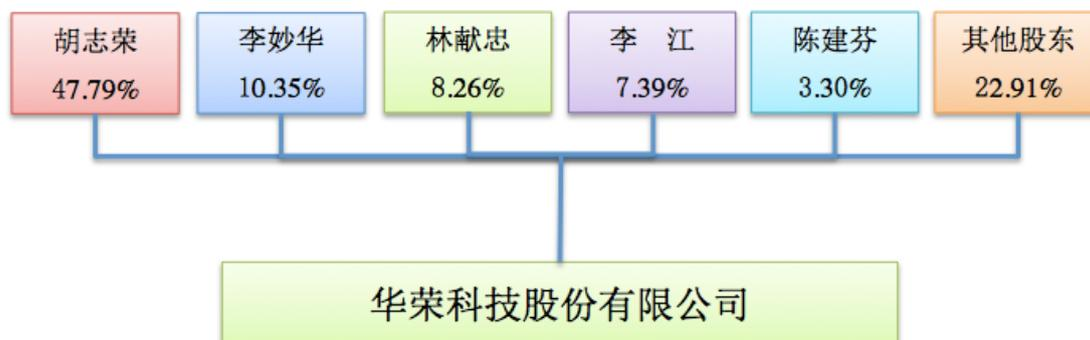 胡志荣
47.79%
李妙华
10.35%
林献忠
8.26%
李　江
7.39%
陈建芬
3.30%
其他股东
22.91%
华荣科技股份有限公司